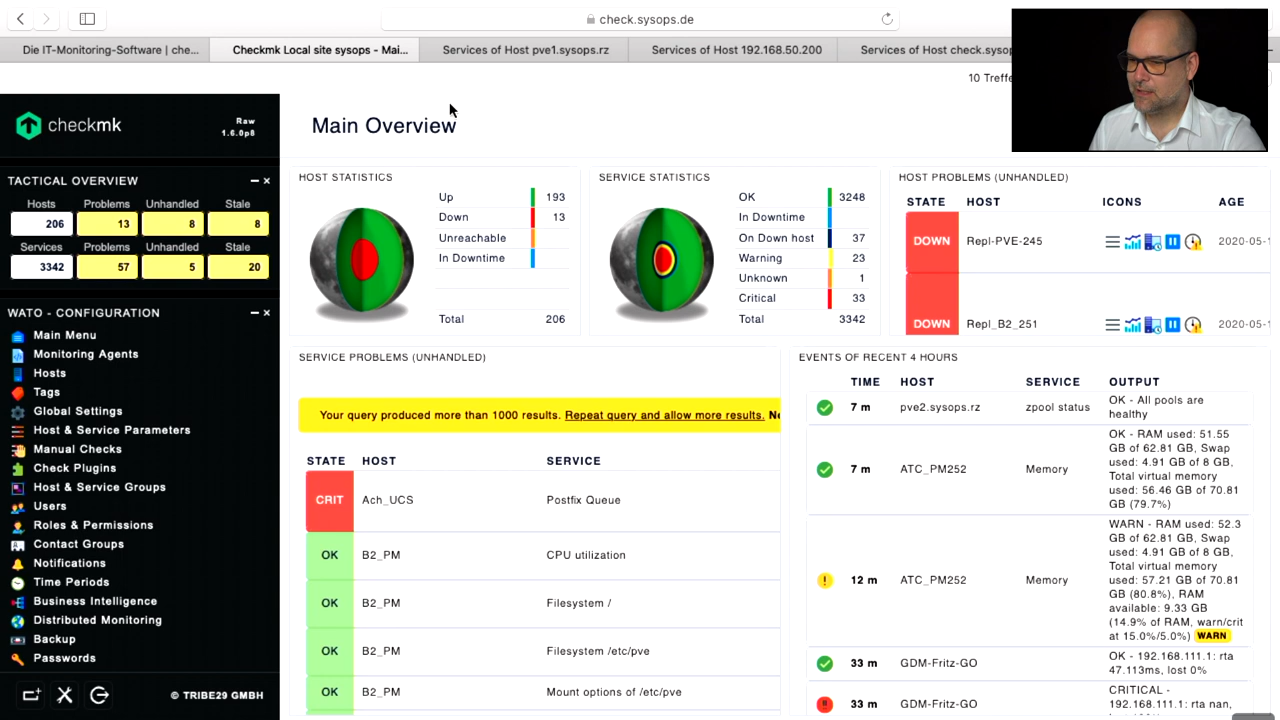 check.sysops.de
Die IT-Monitoring-Software | che...
Checkmk Local site sysops - Mai...
Services of Host pve1.sysops.rz
Services of Host 192.168.50.200
Services of Host check.sysop
10 Treffe
checkmk
Raw
1.6.0p8
Main Overview
TACTICAL OVERVIEW
Hosts Problems Unhandled Stale
206 13 8 8
Services Problems Unhandled Stale
3342 57 5 20
WATO - CONFIGURATION
Main Menu
Monitoring Agents
Hosts
Tags
Global Settings
Host & Service Parameters
Manual Checks
Check Plugins
Host & Service Groups
Users
Roles & Permissions
Contact Groups
Notifications
Time Periods
Business Intelligence
Distributed Monitoring
Backup
Passwords
© TRIBE29 GMBH
HOST STATISTICS
Up 193
Down 13
Unreachable
In Downtime
Total 206
SERVICE STATISTICS
OK 3248
In Downtime
On Down host 37
Warning 23
Unknown 1
Critical 33
Total 3342
HOST PROBLEMS (UNHANDLED)
STATE HOST ICONS AGE
DOWN Repl-PVE-245 2020-05-1
DOWN Repl_B2_251 2020-05-1
SERVICE PROBLEMS (UNHANDLED)
Your query produced more than 1000 results. Repeat query and allow more results. No
STATE HOST SERVICE
CRIT Ach_UCS Postfix Queue
OK B2_PM CPU utilization
OK B2_PM Filesystem /
OK B2_PM Filesystem /etc/pve
OK B2_PM Mount options of /etc/pve
EVENTS OF RECENT 4 HOURS
TIME HOST SERVICE OUTPUT
7 m pve2.sysops.rz zpool status OK - All pools are
healthy
7 m ATC_PM252 Memory OK - RAM used: 51.55
GB of 62.81 GB, Swap
used: 4.91 GB of 8 GB,
Total virtual memory
used: 56.46 GB of 70.81
GB (79.7%)
12 m ATC_PM252 Memory WARN - RAM used: 52.3
GB of 62.81 GB, Swap
used: 4.91 GB of 8 GB,
Total virtual memory
used: 57.21 GB of 70.81
GB (80.8%), RAM
available: 9.33 GB
(14.9% of RAM, warn/crit
at 15.0%/5.0%) WARN
33 m GDM-Fritz-GO OK - 192.168.111.1: rta
47.113ms, lost 0%
33 m GDM-Fritz-GO CRITICAL -
192.168.111.1: rta nan,